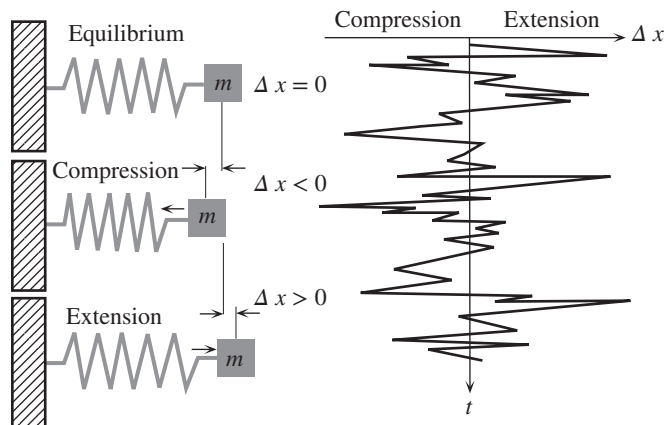 Equilibrium
m
Δ x = 0
Compression
m
Δ x < 0
Extension
m
Δ x > 0
Compression Extension
Δ x
t